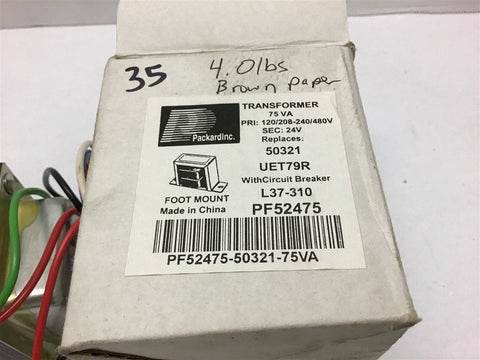 35
4.0lbs
Brown paper
TRANSFORMER
75 VA
PRI: 120/208-240/480V
SEC: 24V
Replaces:
50321
UET79R
WithCircuit Breaker
L37-310
PF52475
PackardInc.
FOOT MOUNT
Made in China
PF52475-50321-75VA